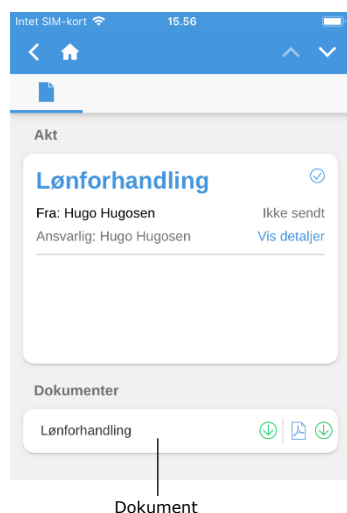 Intet SIM-kort 15.56
Akt
Lønforhandling
Fra: Hugo Hugosen Ikke sendt
Ansvarlig: Hugo Hugosen Vis detaljer
Dokumenter
Lønforhandling
Dokument